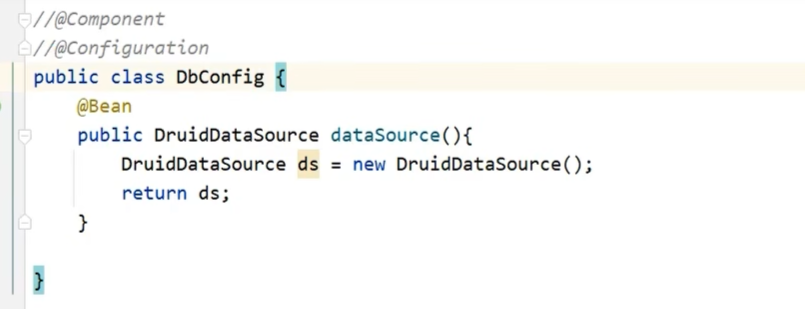 //@Component
//@Configuration
public class DbConfig {
@Bean
public DruidDataSource dataSource(){
DruidDataSource ds = new DruidDataSource();
return ds;
}
}